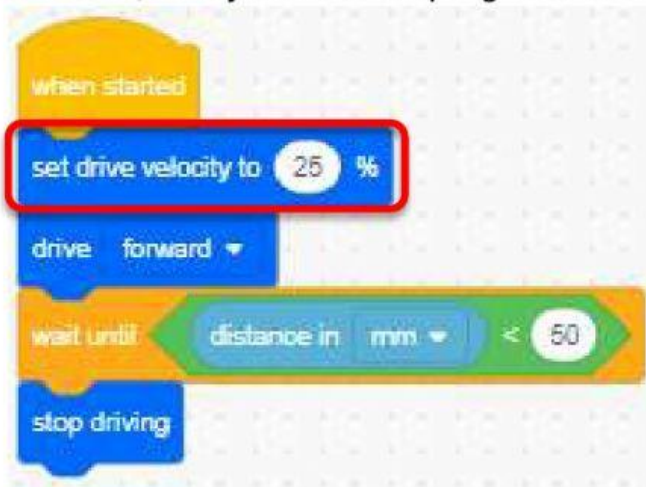 when started
set drive velocity to 25 %
drive forward
wait until distance in mm < 50
stop driving